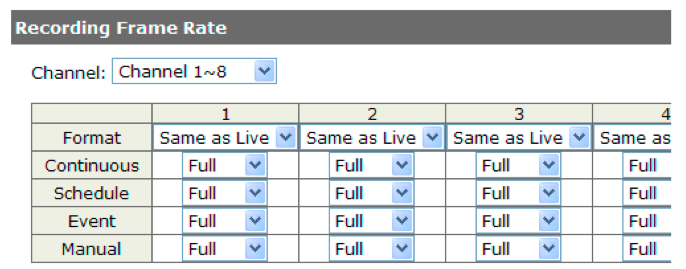 Recording Frame Rate
Channel: Channel 1~8
1 2 3 4
Format Same as Live Same as Live Same as Live Same as
Continuous Full Full Full Full
Schedule Full Full Full Full
Event Full Full Full Full
Manual Full Full Full Full